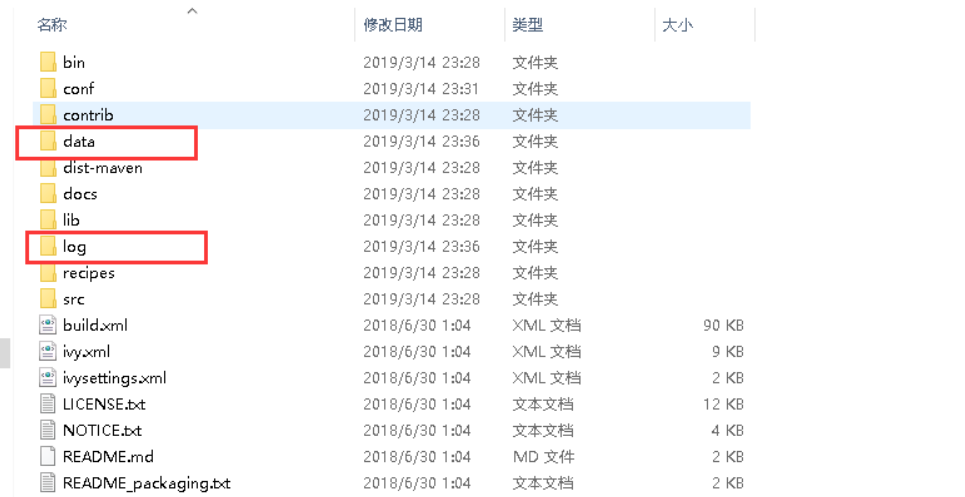 名称 修改日期 类型 大小
bin 2019/3/14 23:28 文件夹
conf 2019/3/14 23:31 文件夹
contrib 2019/3/14 23:28 文件夹
data 2019/3/14 23:36 文件夹
dist-maven 2019/3/14 23:28 文件夹
docs 2019/3/14 23:28 文件夹
lib 2019/3/14 23:28 文件夹
log 2019/3/14 23:36 文件夹
recipes 2019/3/14 23:28 文件夹
src 2019/3/14 23:28 文件夹
build.xml 2018/6/30 1:04 XML 文档 90 KB
ivy.xml 2018/6/30 1:04 XML 文档 9 KB
ivysettings.xml 2018/6/30 1:04 XML 文档 2 KB
LICENSE.txt 2018/6/30 1:04 文本文档 12 KB
NOTICE.txt 2018/6/30 1:04 文本文档 4 KB
README.md 2018/6/30 1:04 MD 文件 2 KB
README_packaging.txt 2018/6/30 1:04 文本文档 2 KB